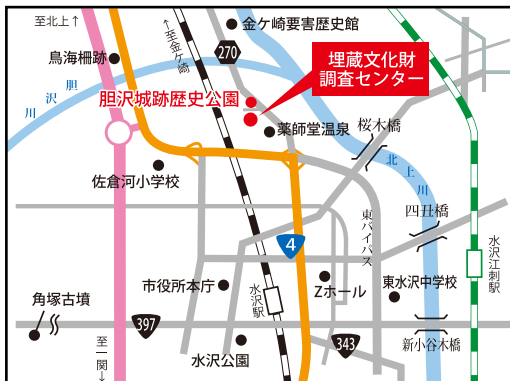 至北上↑
↑至金ケ崎
金ケ崎要害歴史館
270
鳥海柵跡
埋蔵文化財
調査センター
胆沢川
胆沢城跡歴史公園
薬師堂温泉
桜木橋
北上川
佐倉河小学校
四丑橋
東バイパス
4
水沢江刺駅
市役所本庁
水沢駅
Zホール
東水沢中学校
角塚古墳
397
343
新小谷木橋
至一関↓
水沢公園